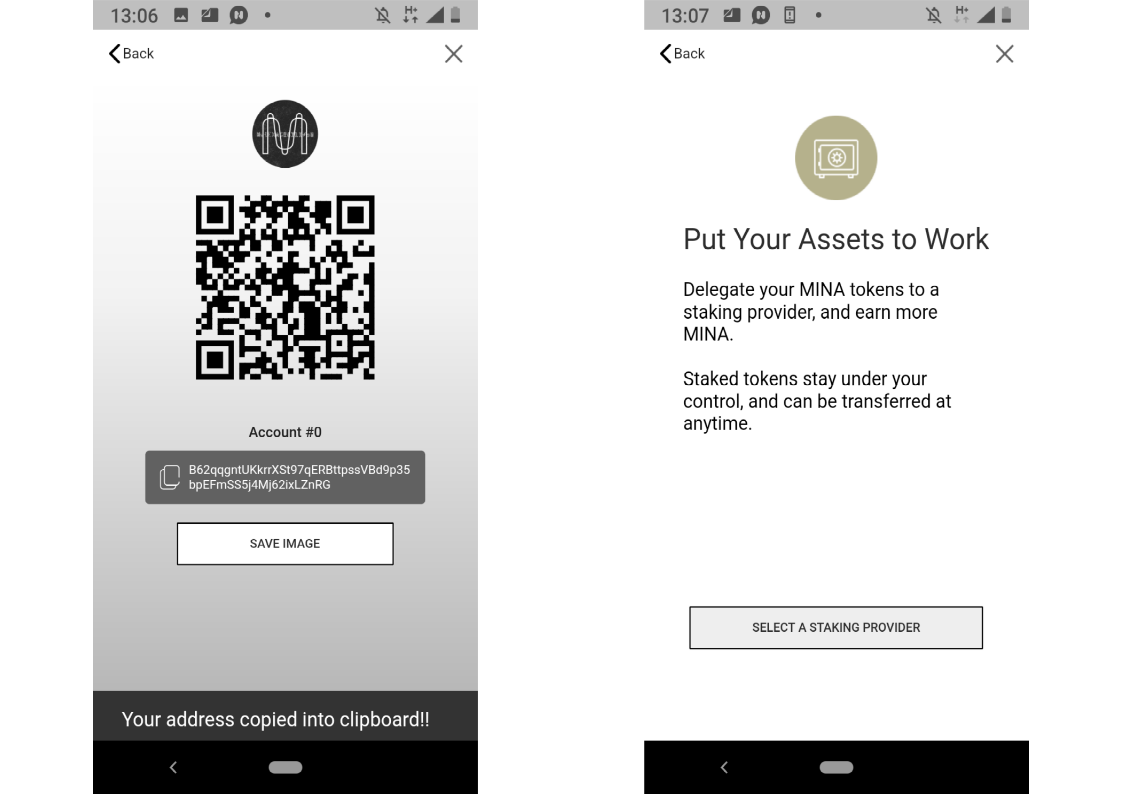 13:06
H+
Back
Account #0
B62qqgntUKkrrXSt97qERBttpssVBd9p35
bpEFmSS5j4Mj62ixLZnRG
SAVE IMAGE
Your address copied into clipboard!!
13:07
H+
Back
Put Your Assets to Work
Delegate your MINA tokens to a
staking provider, and earn more
MINA.
Staked tokens stay under your
control, and can be transferred at
anytime.
SELECT A STAKING PROVIDER